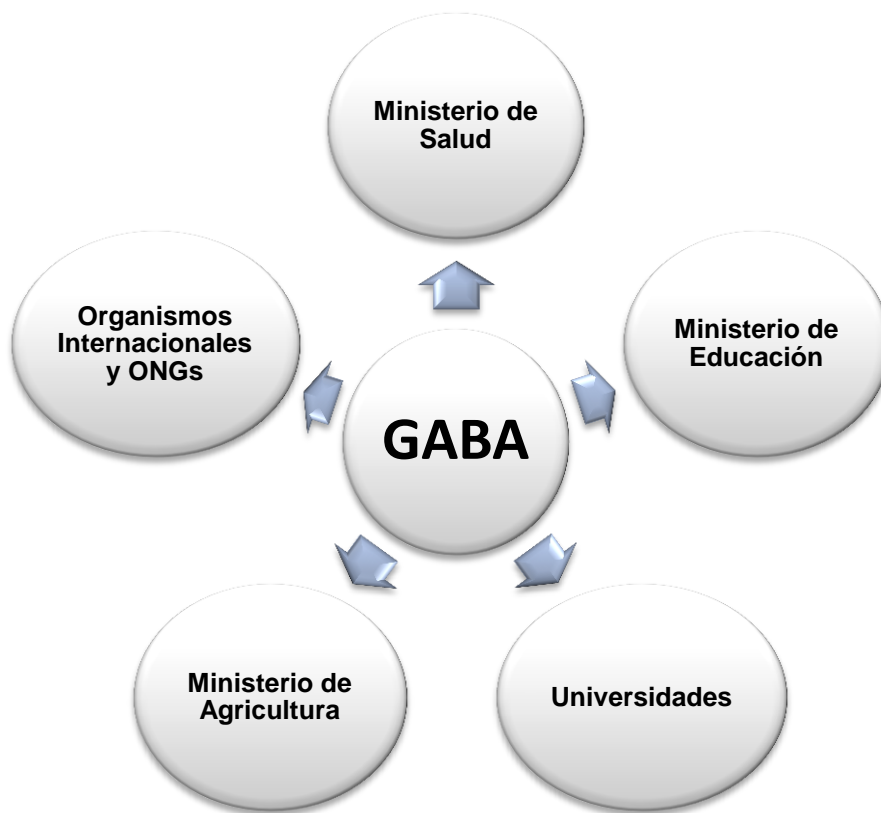 Ministerio de
Salud
Organismos
Internacionales
y ONGs
Ministerio de
Educación
GABA
Ministerio de
Agricultura
Universidades